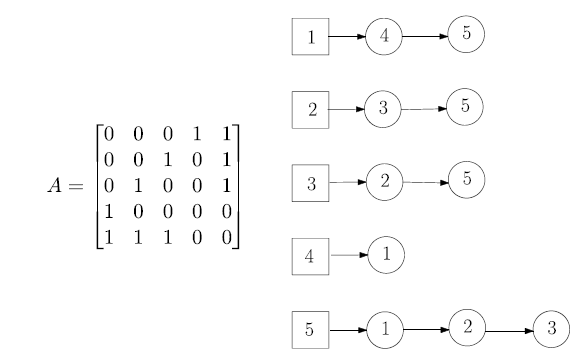 A = 
0 0 0 1 1
0 0 1 0 1
0 1 0 0 1
1 0 0 0 0
1 1 1 0 0
1 4 5
2 3 5
3 2 5
4 1
5 1 2 3